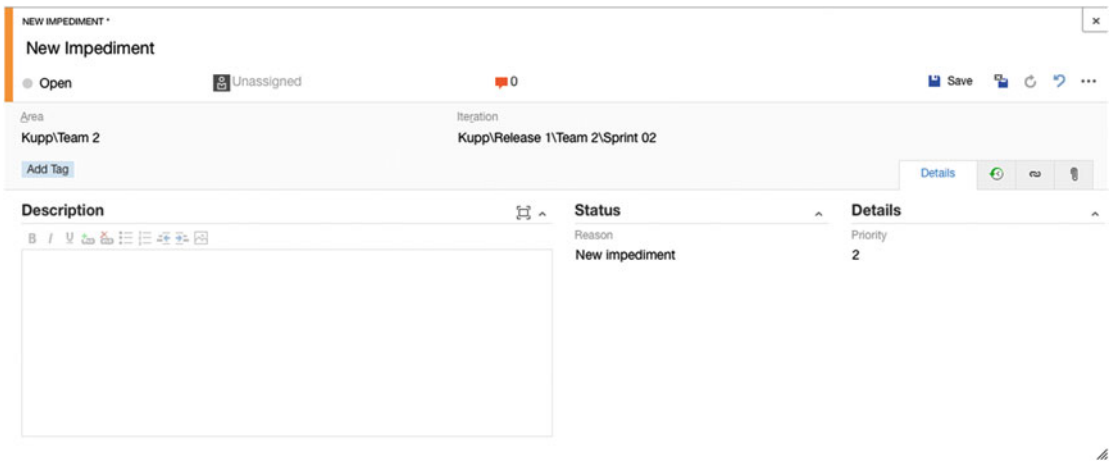 NEW IMPEDIMENT *
New Impediment
Open Unassigned 0 Save
Area Iteration
Kupp\Team 2 Kupp\Release 1\Team 2\Sprint 02
Add Tag Details
Description Status Details
B I U Reason Priority
New impediment 2